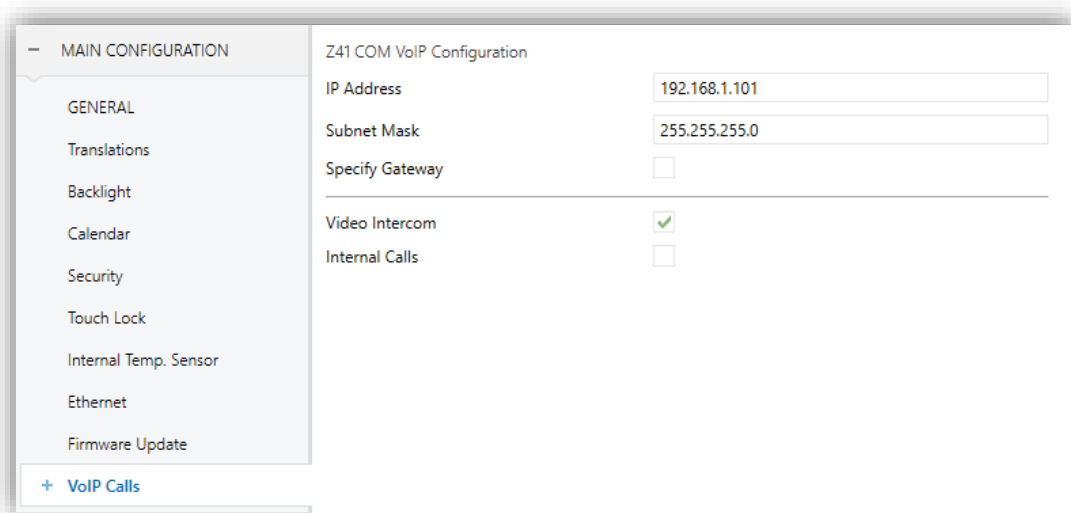 MAIN CONFIGURATION
GENERAL
Translations
Backlight
Calendar
Security
Touch Lock
Internal Temp. Sensor
Ethernet
Firmware Update
VoIP Calls
Z41 COM VoIP Configuration
IP Address 192.168.1.101
Subnet Mask 255.255.255.0
Specify Gateway
Video Intercom
Internal Calls